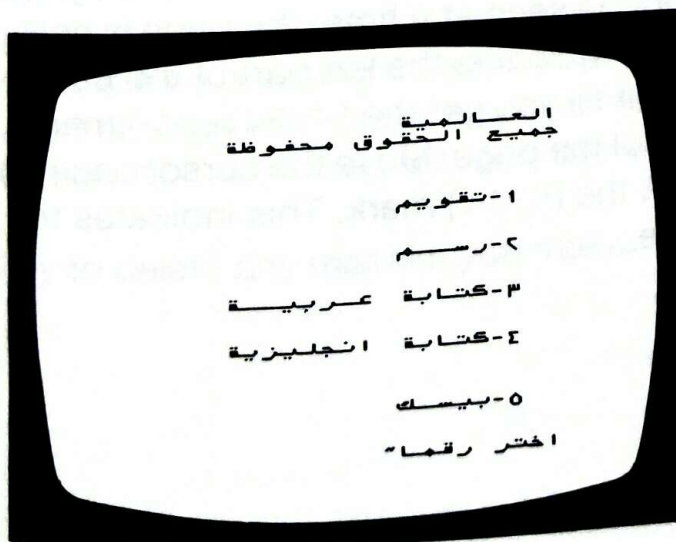 العالمية
جميع الحقوق محفوظة
١-تقويم
٢-رسم
٣-كتابة عربية
٤-كتابة انجليزية
٥-بيسك
اختر رقما~